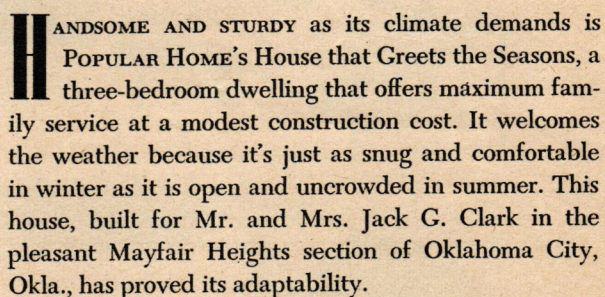 HANDSOME AND STURDY as its climate demands is
POPULAR HOME'S House that Greets the Seasons, a
three-bedroom dwelling that offers maximum fam-
ily service at a modest construction cost. It welcomes
the weather because it's just as snug and comfortable
in winter as it is open and uncrowded in summer. This
house, built for Mr. and Mrs. Jack G. Clark in the
pleasant Mayfair Heights section of Oklahoma City,
Okla., has proved its adaptability.